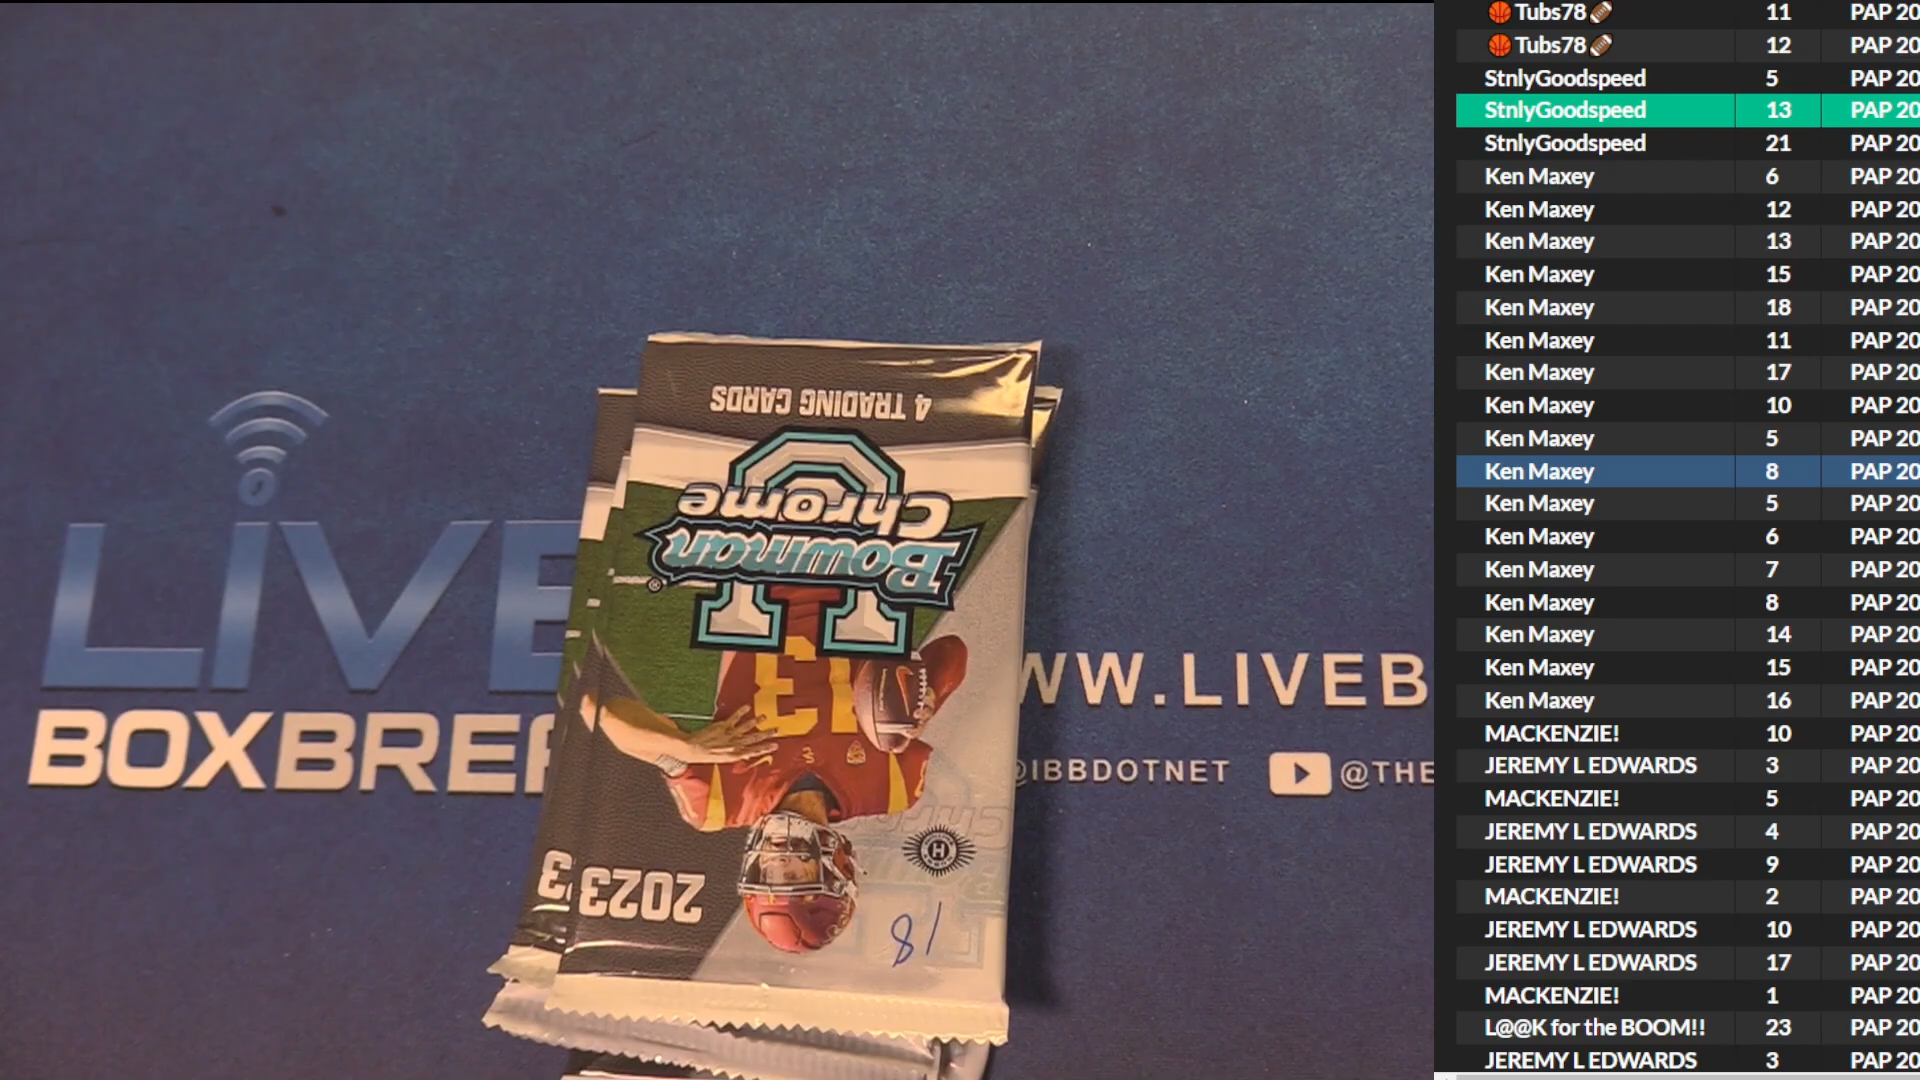 4 TRADING CARDS
Bowman
Chrome
U
13
2023
3
18
LIVE
BOXBRE
WW.LIVEB
@IBBDOTNET
@THE
Tubs78 11 PAP 20
Tubs78 12 PAP 20
StnlyGoodspeed 5 PAP 20
StnlyGoodspeed 13 PAP 20
StnlyGoodspeed 21 PAP 20
Ken Maxey 6 PAP 20
Ken Maxey 12 PAP 20
Ken Maxey 13 PAP 20
Ken Maxey 15 PAP 20
Ken Maxey 18 PAP 20
Ken Maxey 11 PAP 20
Ken Maxey 17 PAP 20
Ken Maxey 10 PAP 20
Ken Maxey 5 PAP 20
Ken Maxey 8 PAP 20
Ken Maxey 5 PAP 20
Ken Maxey 6 PAP 20
Ken Maxey 7 PAP 20
Ken Maxey 8 PAP 20
Ken Maxey 14 PAP 20
Ken Maxey 15 PAP 20
Ken Maxey 16 PAP 20
MACKENZIE! 10 PAP 20
JEREMY L EDWARDS 3 PAP 20
MACKENZIE! 5 PAP 20
JEREMY L EDWARDS 4 PAP 20
JEREMY L EDWARDS 9 PAP 20
MACKENZIE! 2 PAP 20
JEREMY L EDWARDS 10 PAP 20
JEREMY L EDWARDS 17 PAP 20
MACKENZIE! 1 PAP 20
L@@K for the BOOM!! 23 PAP 20
JEREMY L EDWARDS 3 PAP 20